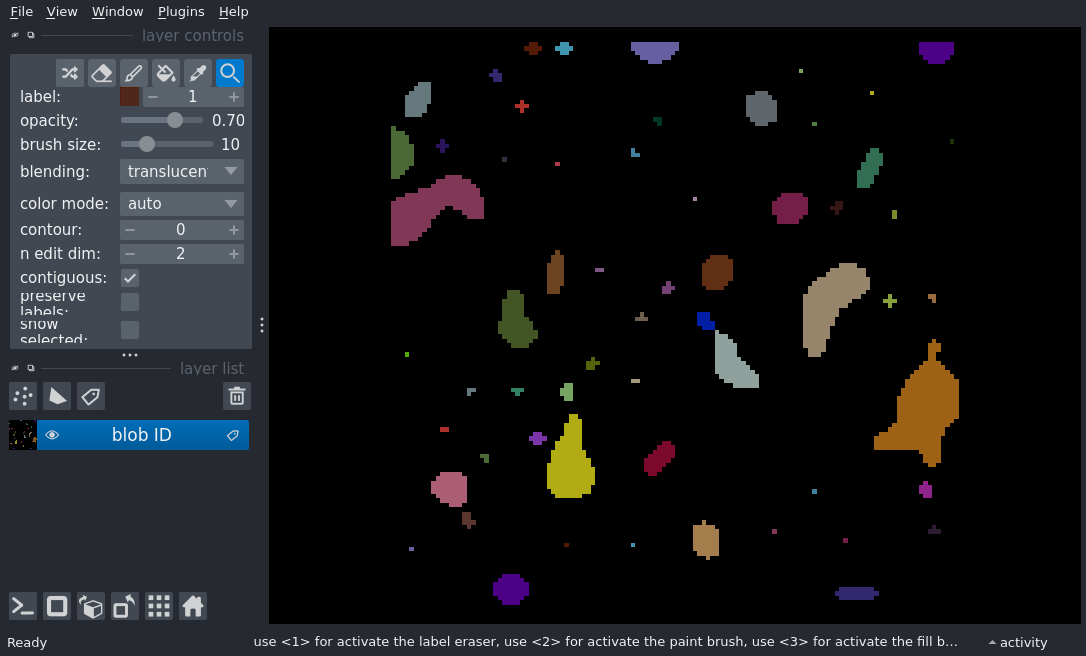 File View Window Plugins Help
layer controls
label: 1
opacity: 0.70
brush size: 10
blending: translucen
color mode: auto
contour: 0
n edit dim: 2
contiguous:
preserve
labels:
show
selected:
layer list
blob ID
Ready use <1> for activate the label eraser, use <2> for activate the paint brush, use <3> for activate the fill b... activity